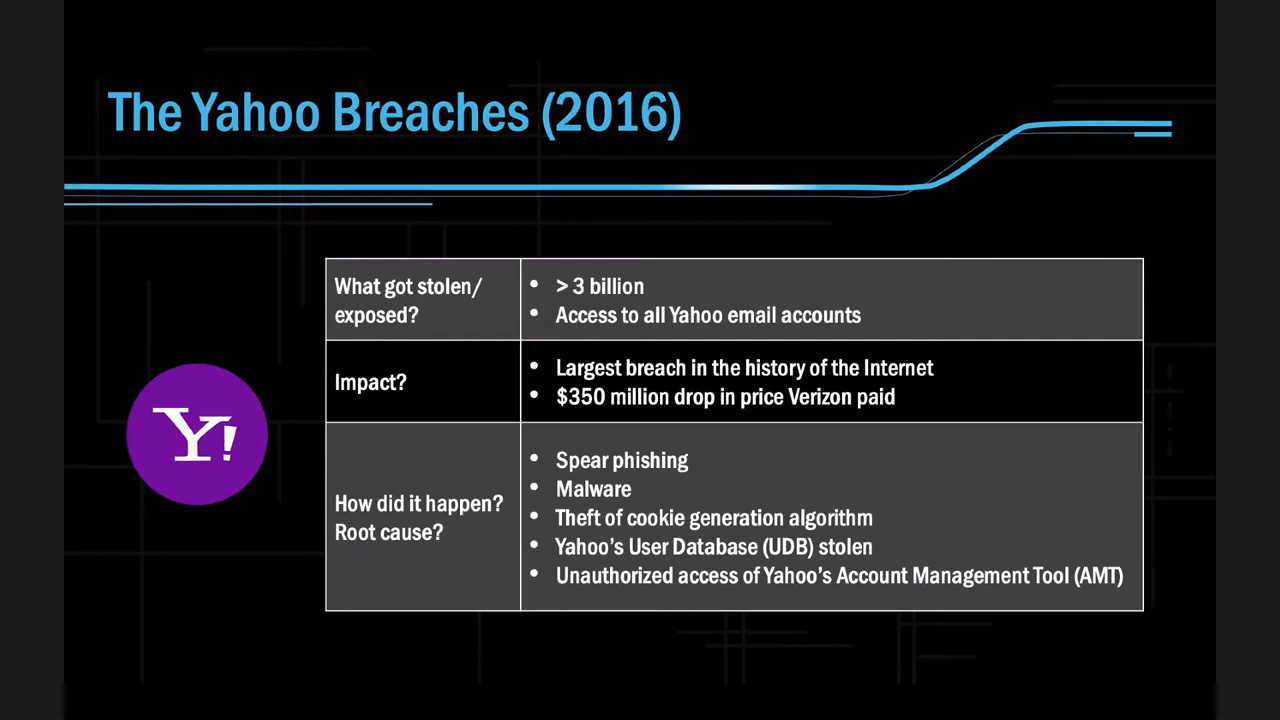 The Yahoo Breaches (2016)
What got stolen/
exposed?
• > 3 billion
• Access to all Yahoo email accounts
Impact?
• Largest breach in the history of the Internet
• $350 million drop in price Verizon paid
Y!
How did it happen?
Root cause?
• Spear phishing
• Malware
• Theft of cookie generation algorithm
• Yahoo’s User Database (UDB) stolen
• Unauthorized access of Yahoo’s Account Management Tool (AMT)